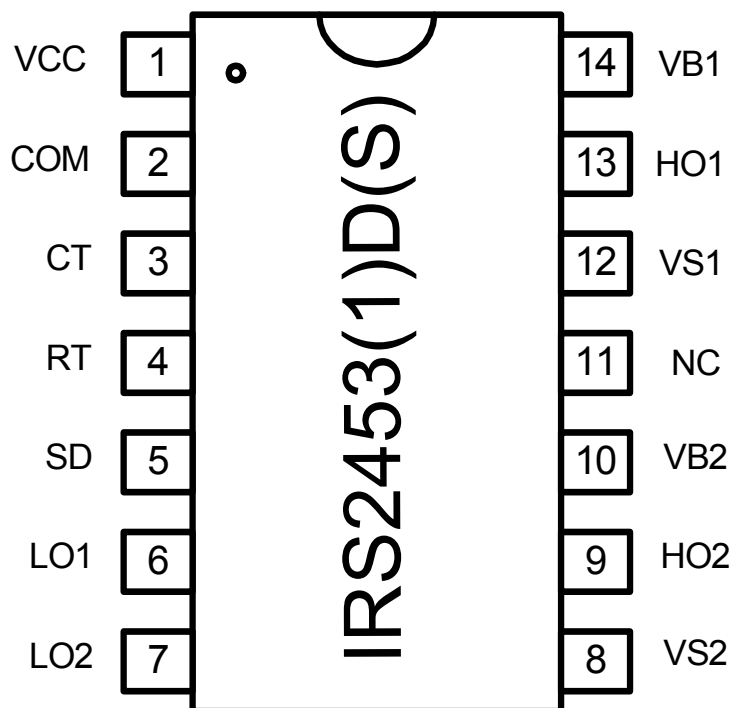 VCC 1 14 VB1
COM 2 13 HO1
CT 3 12 VS1
RT 4 11 NC
SD 5 10 VB2
LO1 6 9 HO2
LO2 7 8 VS2
IRS2453(1)D(S)